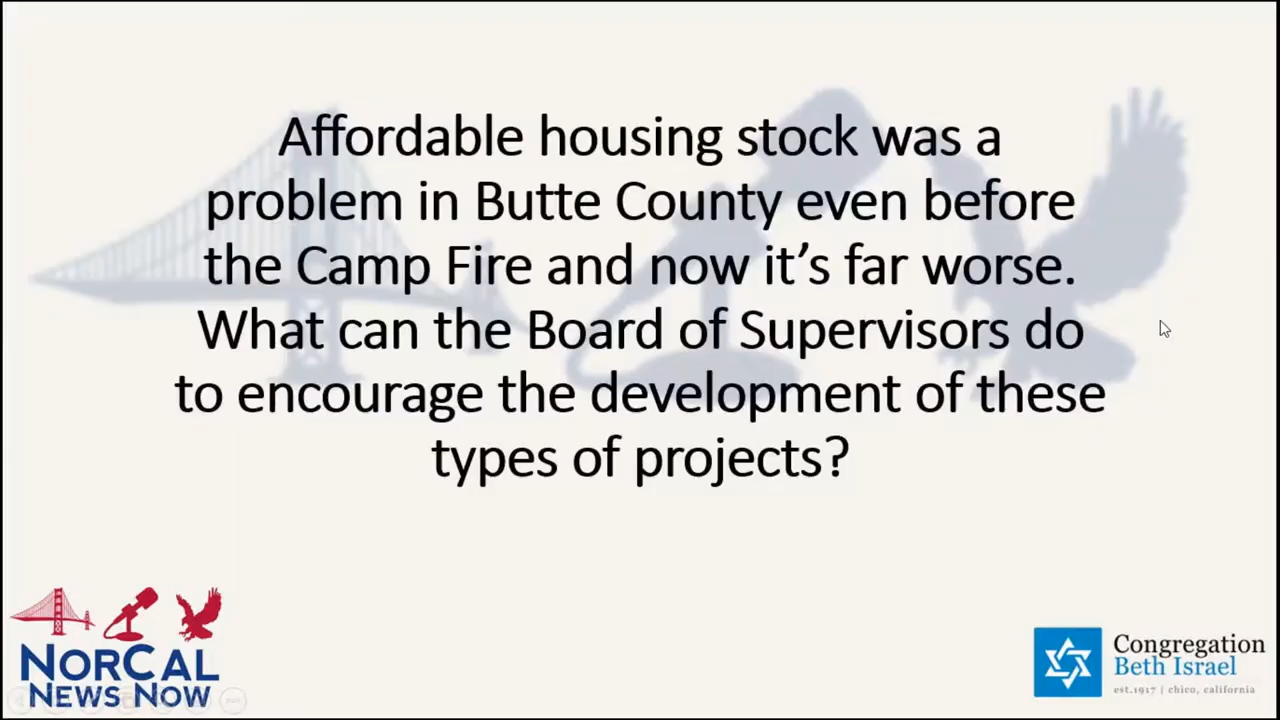 Affordable housing stock was a
problem in Butte County even before
the Camp Fire and now it’s far worse.
What can the Board of Supervisors do
to encourage the development of these
types of projects?
NORCAL
NEWS NOW
Congregation
Beth Israel
est.1917 | chico, california